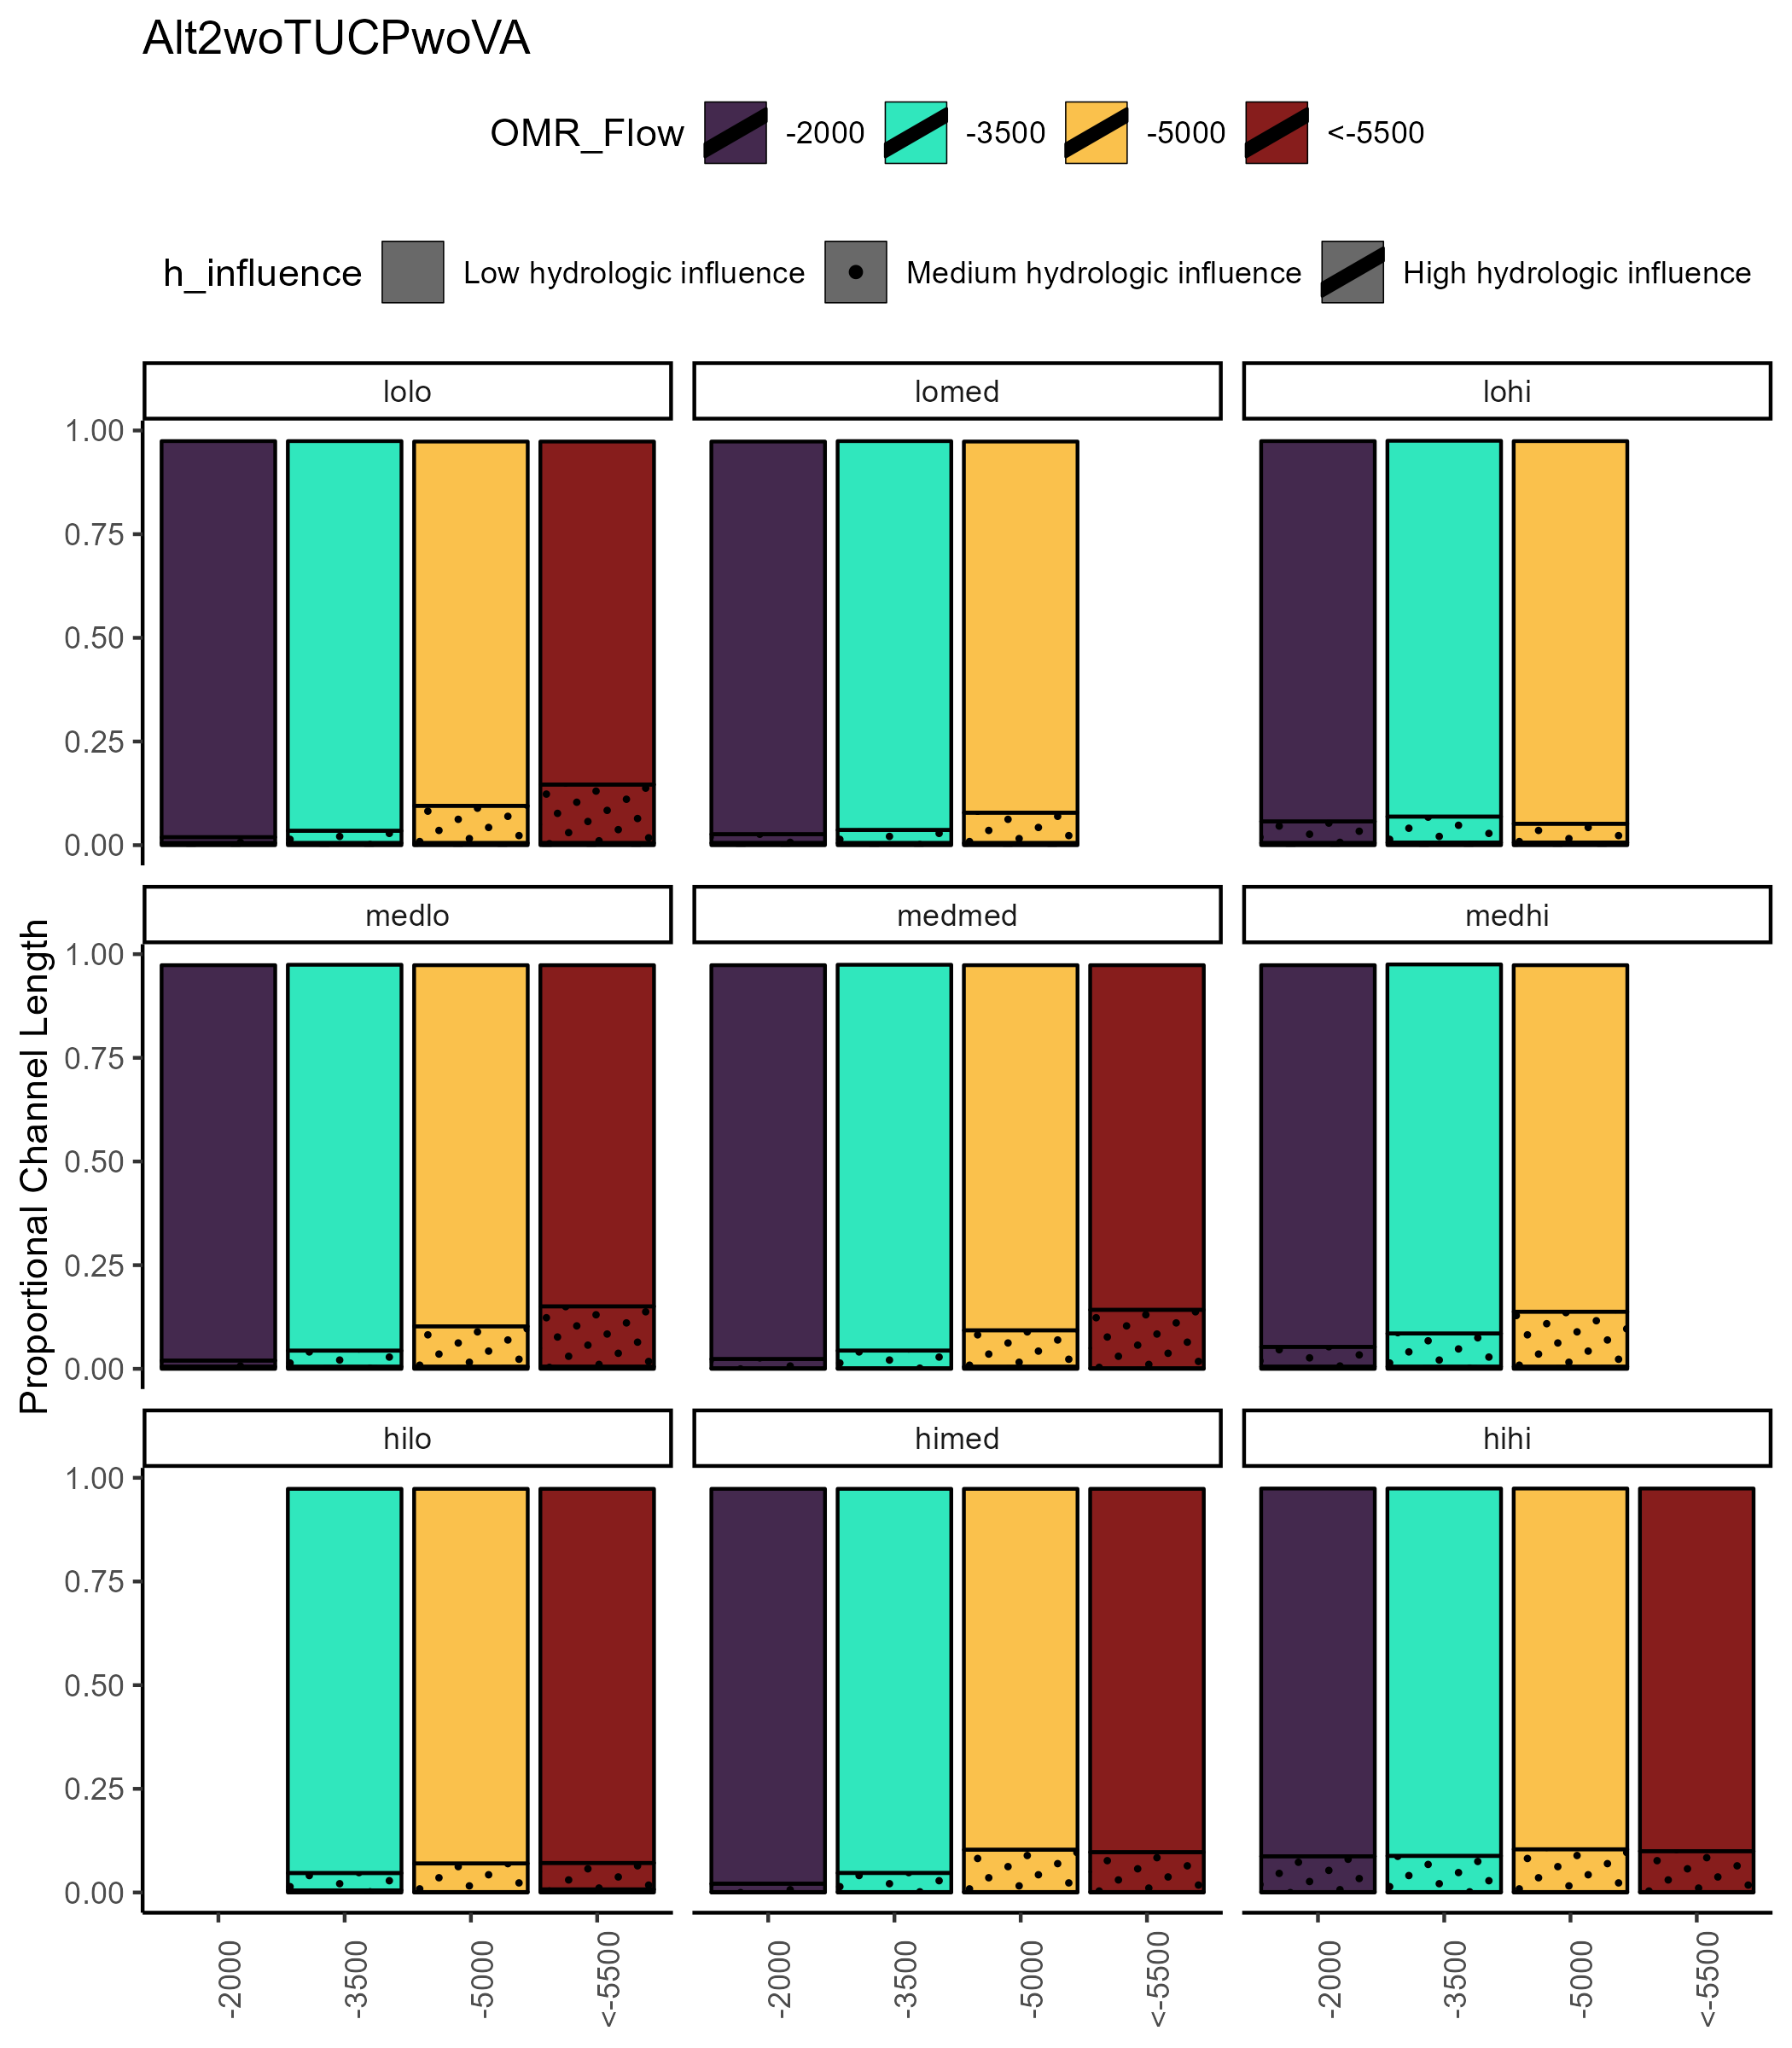 Alt2woTUCPwoVA
OMR_Flow -2000 -3500 -5000 <-5500
h_influence Low hydrologic influence Medium hydrologic influence High hydrologic influence
lolo lomed lohi
1.00
0.75
0.50
0.25
0.00
medlo medmed medhi
1.00
0.75
0.50
0.25
0.00
hilo himed hihi
1.00
0.75
0.50
0.25
0.00
Proportional Channel Length
-2000 -3500 -5000 <-5500 -2000 -3500 -5000 <-5500 -2000 -3500 -5000 <-5500